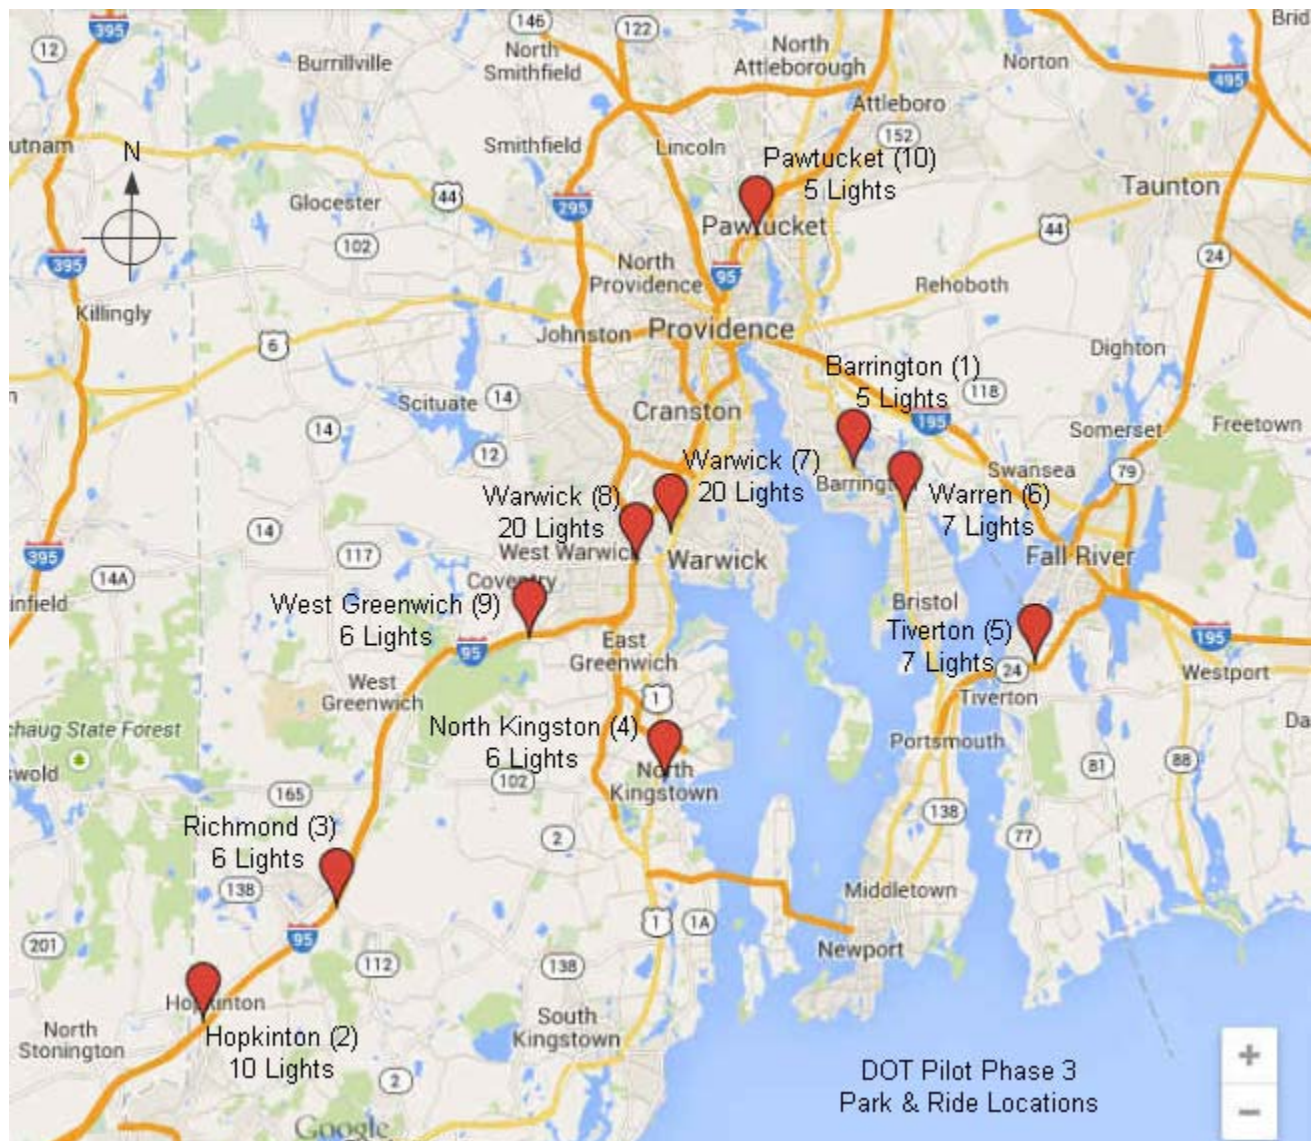 395
146
122
North
Attleborough
Norton
12
Burrillville
North
Smithfield
495
Attleboro
utnam
N
Smithfield
Lincoln
152
Pawtucket (10)
5 Lights
Taunton
44
Glocester
295
Pawtucket
44
102
24
395
North
Providence
95
Rehoboth
Killingly
Johnston
Providence
6
Dighton
Barrington (1)
5 Lights
118
Scituate
14
Cranston
195
Somerset
Freetown
14
12
Warwick (7)
20 Lights
Swansea
79
Warwick (8)
20 Lights
Barrington
Warren (6)
7 Lights
14
117
West Warwick
Warwick
Fall River
395
14A
Coventry
infield
West Greenwich (9)
6 Lights
Bristol
Tiverton (5)
7 Lights
95
East
Greenwich
195
24
Westport
West
Greenwich
1
Tiverton
chaug State Forest
North Kingston (4)
6 Lights
Portsmouth
Da
swold
102
North
Kingstown
81
88
165
Richmond (3)
6 Lights
2
138
77
138
Middletown
95
1
1A
201
112
138
Newport
Hopkinton
North
Stonington
Hopkinton (2)
10 Lights
South
Kingstown
2
DOT Pilot Phase 3
Park & Ride Locations
+
−
Google